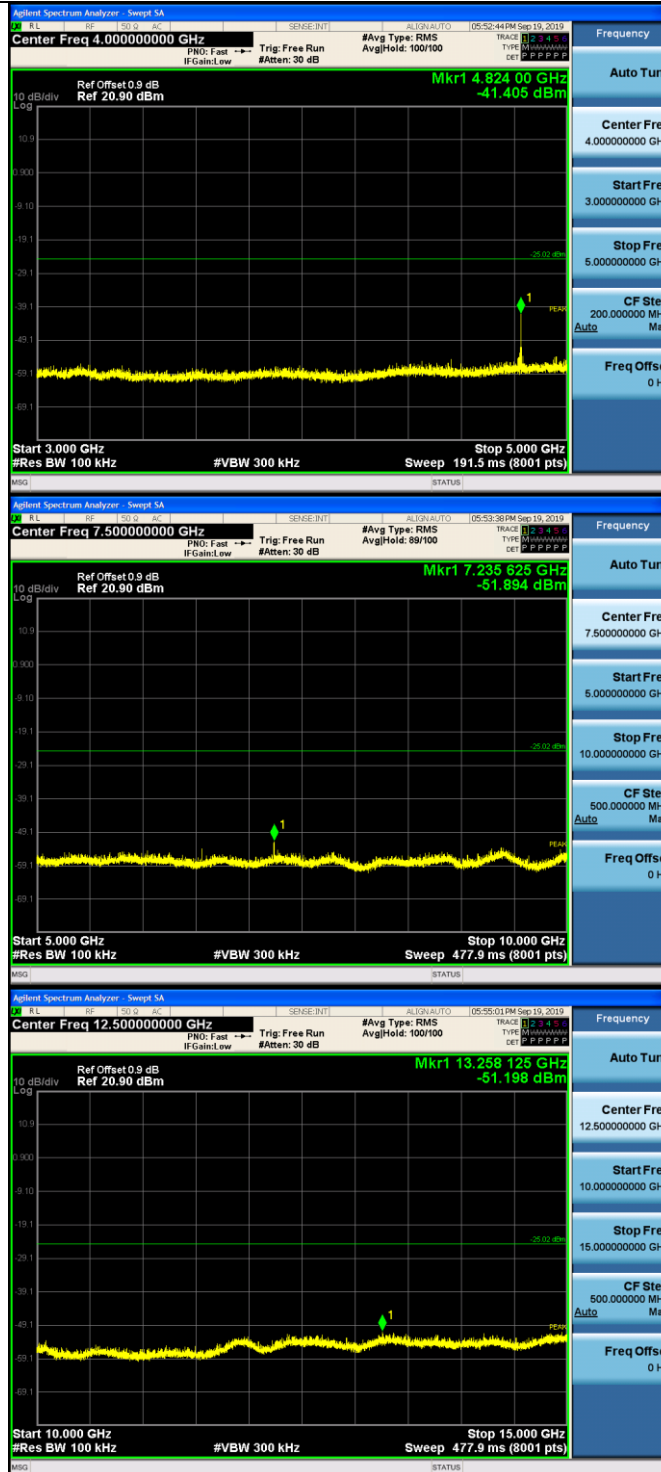 Agilent Spectrum Analyzer - Swept SA
RL RF 50 Ω AC SENSE:INT ALIGNAUTO 05:52:44 PM Sep 19, 2019
Center Freq 4.000000000 GHz #Avg Type: RMS TRACE 1 2 3 4 5 6
PNO: Fast Trig: Free Run Avg|Hold: 100/100 TYPE M
IFGain:Low #Atten: 30 dB DET P P P P P P
Mkr1 4.824 00 GHz
Ref Offset 0.9 dB -41.405 dBm
10 dB/div Ref 20.90 dBm
Log
10.9
0.900
-9.10
-19.1
-25.02 dBm
-29.1
-39.1
1
PEAK
-49.1
-59.1
-69.1
Start 3.000 GHz Stop 5.000 GHz
#Res BW 100 kHz #VBW 300 kHz Sweep 191.5 ms (8001 pts)
MSG STATUS
Frequency
Auto Tun
Center Fre
4.000000000 GH
Start Fre
3.000000000 GH
Stop Fre
5.000000000 GH
CF Ste
200.000000 MH
Auto Ma
Freq Offse
0 H
Agilent Spectrum Analyzer - Swept SA
RL RF 50 Ω AC SENSE:INT ALIGNAUTO 05:53:38 PM Sep 19, 2019
Center Freq 7.500000000 GHz #Avg Type: RMS TRACE 1 2 3 4 5 6
PNO: Fast Trig: Free Run Avg|Hold: 89/100 TYPE M
IFGain:Low #Atten: 30 dB DET P P P P P P
Mkr1 7.235 625 GHz
Ref Offset 0.9 dB -51.894 dBm
10 dB/div Ref 20.90 dBm
Log
10.9
0.900
-9.10
-19.1
-25.02 dBm
-29.1
-39.1
-49.1
1
PEAK
-59.1
-69.1
Start 5.000 GHz Stop 10.000 GHz
#Res BW 100 kHz #VBW 300 kHz Sweep 477.9 ms (8001 pts)
MSG STATUS
Frequency
Auto Tun
Center Fre
7.500000000 GH
Start Fre
5.000000000 GH
Stop Fre
10.000000000 GH
CF Ste
500.000000 MH
Auto Ma
Freq Offse
0 H
Agilent Spectrum Analyzer - Swept SA
RL RF 50 Ω AC SENSE:INT ALIGNAUTO 05:55:01 PM Sep 19, 2019
Center Freq 12.500000000 GHz #Avg Type: RMS TRACE 1 2 3 4 5 6
PNO: Fast Trig: Free Run Avg|Hold: 100/100 TYPE M
IFGain:Low #Atten: 30 dB DET P P P P P P
Mkr1 13.258 125 GHz
Ref Offset 0.9 dB -51.198 dBm
10 dB/div Ref 20.90 dBm
Log
10.9
0.900
-9.10
-19.1
-25.02 dBm
-29.1
-39.1
-49.1
1
PEAK
-59.1
-69.1
Start 10.000 GHz Stop 15.000 GHz
#Res BW 100 kHz #VBW 300 kHz Sweep 477.9 ms (8001 pts)
MSG STATUS
Frequency
Auto Tun
Center Fre
12.500000000 GH
Start Fre
10.000000000 GH
Stop Fre
15.000000000 GH
CF Ste
500.000000 MH
Auto Ma
Freq Offse
0 H